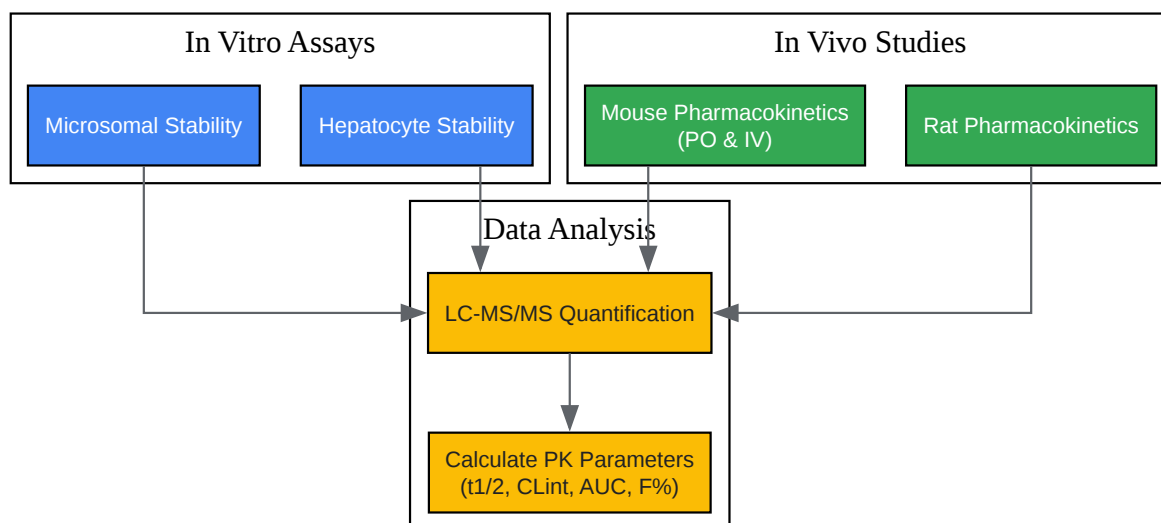 In Vitro Assays
In Vivo Studies
Microsomal Stability
Hepatocyte Stability
Mouse Pharmacokinetics
(PO & IV)
Rat Pharmacokinetics
Data Analysis
LC-MS/MS Quantification
Calculate PK Parameters
(t1/2, CLint, AUC, F%)